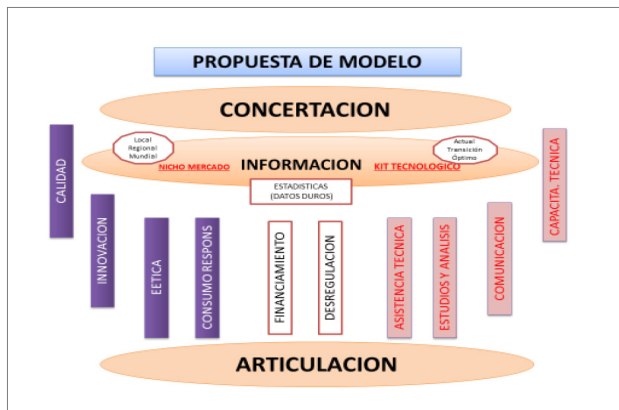 PROPUESTA DE MODELO
CONCERTACION
Local
Regional
Mundial
Actual
Transición
Óptimo
NICHO MERCADO
INFORMACION
KIT TECNOLOGICO
ESTADISTICAS
(DATOS DUROS)
CALIDAD
INNOVACION
EETICA
CONSUMO RESPONS
FINANCIAMIENTO
DESREGULACION
ASISTENCIA TECNICA
ESTUDIOS Y ANALISIS
COMUNICACION
CAPACITA. TECNICA
ARTICULACION